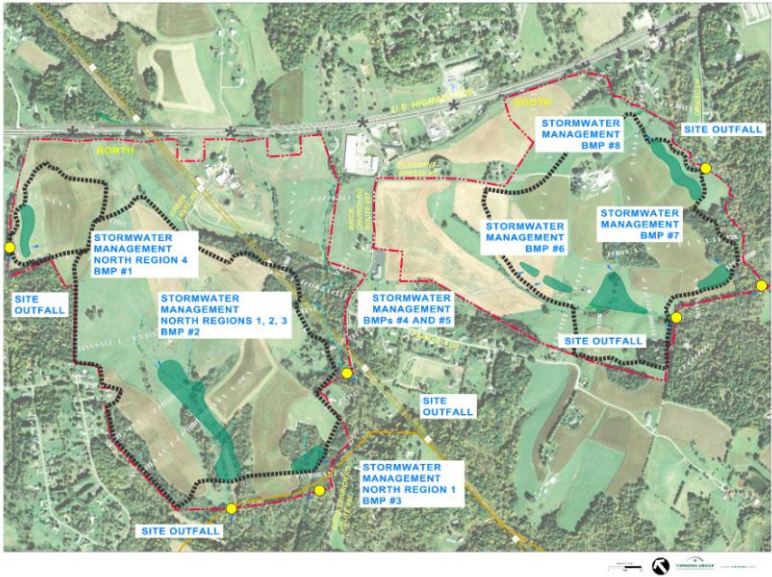 U.S. HIGHWAY
SOUTH
STORMWATER
MANAGEMENT
BMP #8
SITE OUTFALL
NORTH
STORMWATER
MANAGEMENT
BMP #7
STORMWATER
MANAGEMENT
BMP #6
STORMWATER
MANAGEMENT
NORTH REGION 4
BMP #1
SITE
OUTFALL
STORMWATER
MANAGEMENT
NORTH REGIONS 1, 2, 3
BMP #2
STORMWATER
MANAGEMENT
BMPs #4 AND #5
SITE OUTFALL
SITE
OUTFALL
STORMWATER
MANAGEMENT
NORTH REGION 1
BMP #3
SITE OUTFALL
TIMMONS GROUP